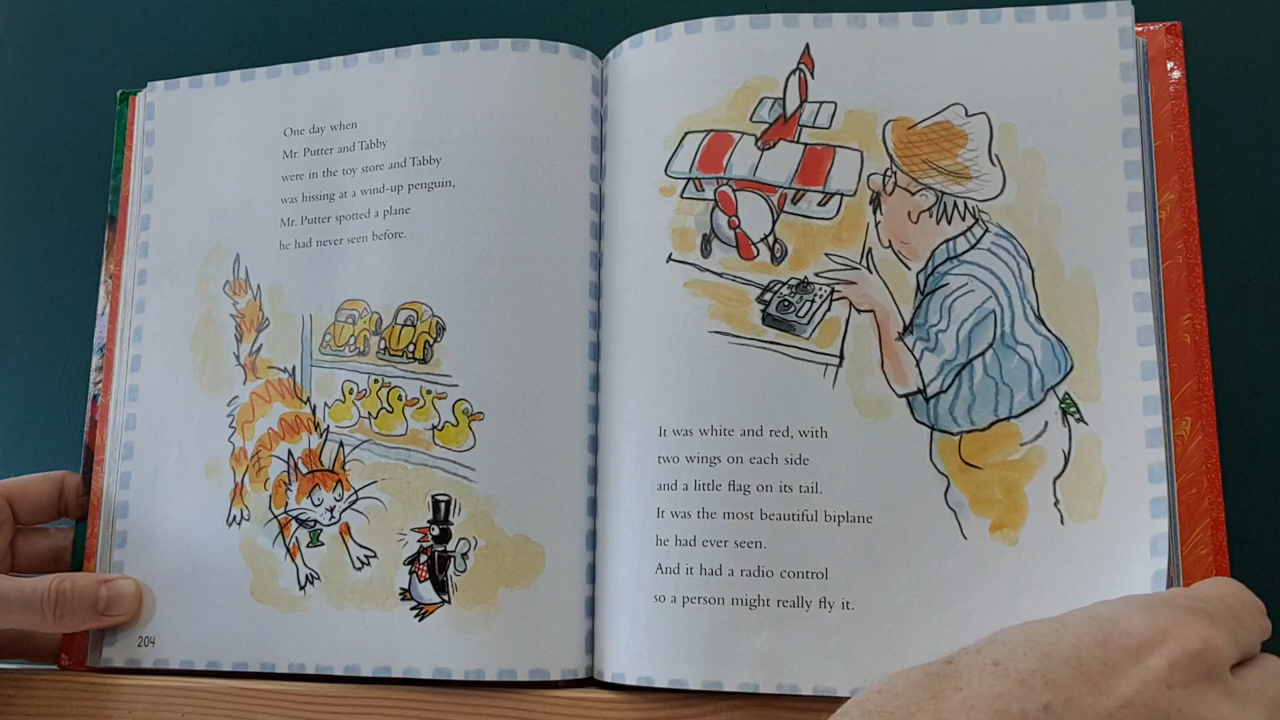 One day when
Mr. Putter and Tabby
were in the toy store and Tabby
was hissing at a wind-up penguin,
Mr. Putter spotted a plane
he had never seen before.
204
It was white and red, with
two wings on each side
and a little flag on its tail.
It was the most beautiful biplane
he had ever seen.
And it had a radio control
so a person might really fly it.